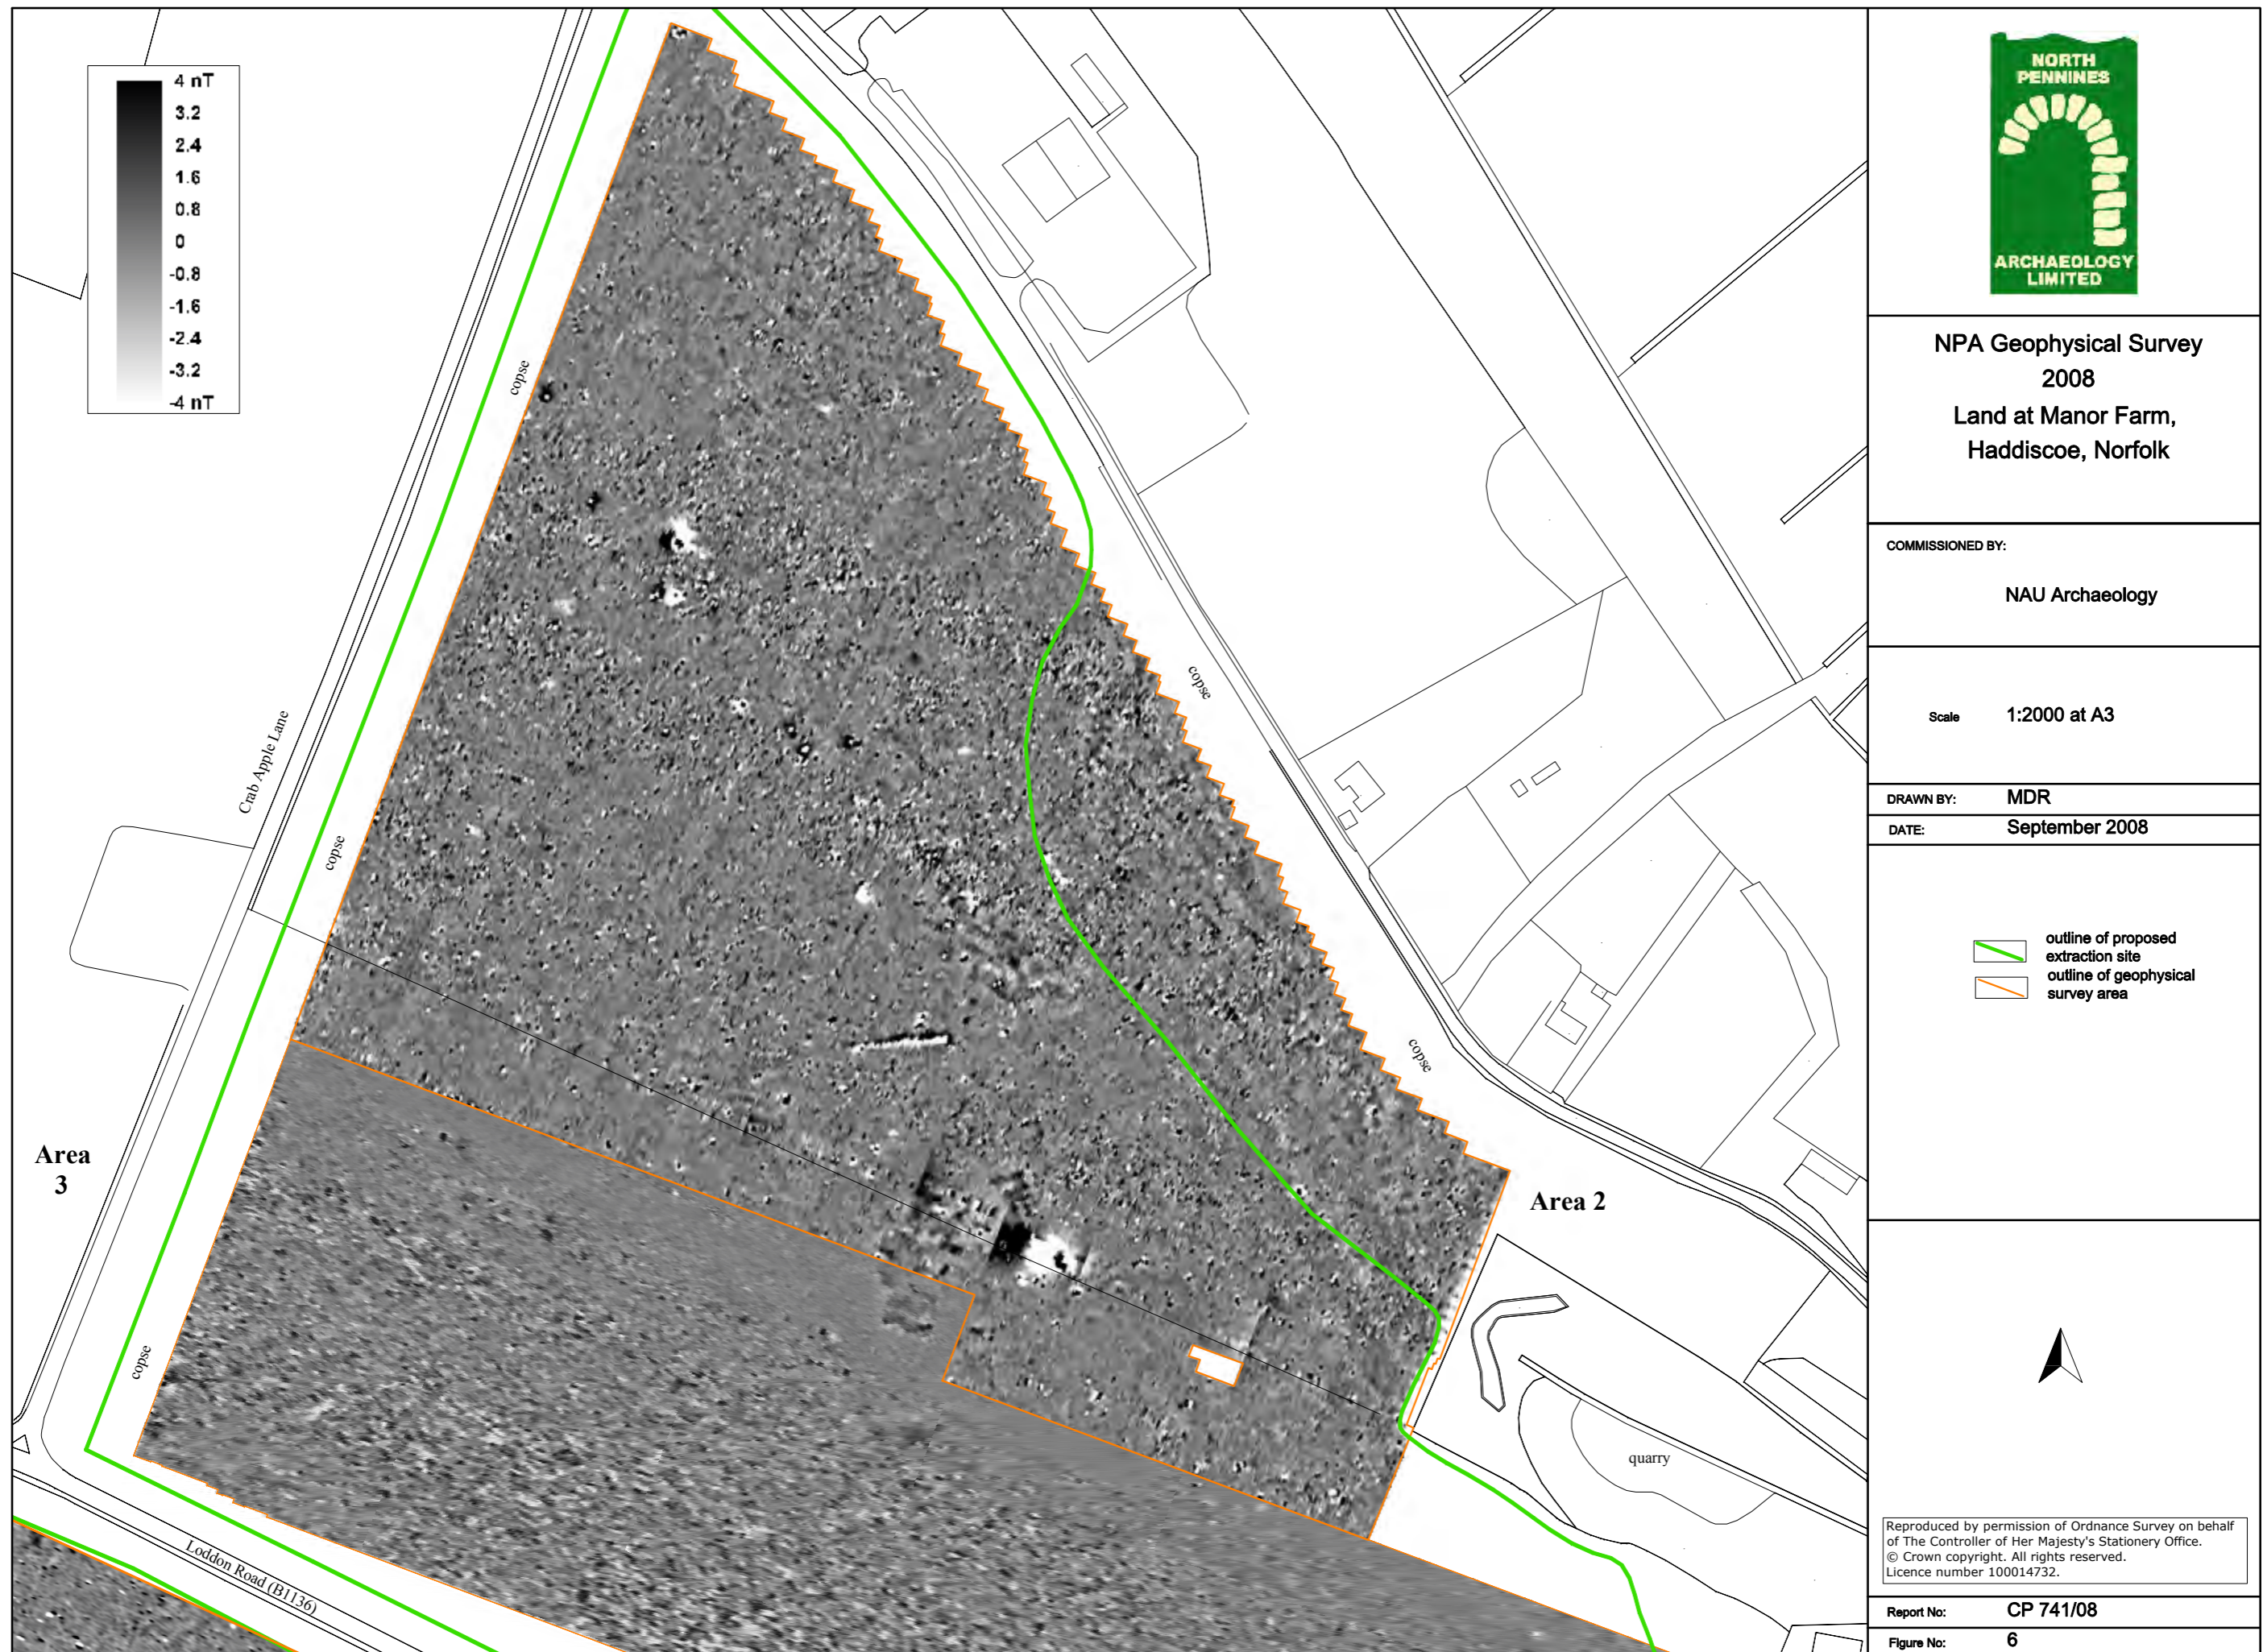 4 nT
3.2
2.4
1.6
0.8
0
-0.8
-1.6
-2.4
-3.2
-4 nT
copse
Crab Apple Lane
copse
copse
copse
copse
Area
3
Area 2
quarry
Loddon Road (B1136)
NORTH
PENNINES
ARCHAEOLOGY
LIMITED
NPA Geophysical Survey
2008
Land at Manor Farm,
Haddiscoe, Norfolk
COMMISSIONED BY:
NAU Archaeology
Scale 1:2000 at A3
DRAWN BY: MDR
DATE: September 2008
outline of proposed
extraction site
outline of geophysical
survey area
Reproduced by permission of Ordnance Survey on behalf
of The Controller of Her Majesty's Stationery Office.
© Crown copyright. All rights reserved.
Licence number 100014732.
Report No: CP 741/08
Figure No: 6